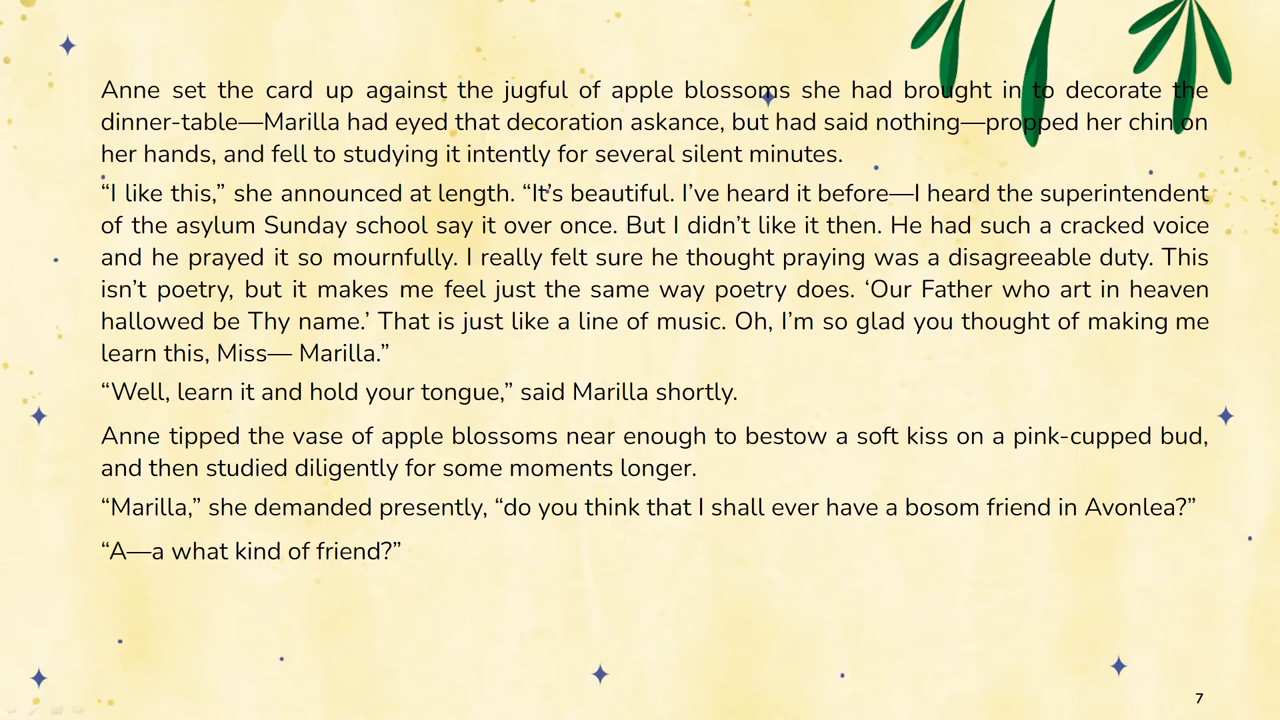 Anne set the card up against the jugful of apple blossoms she had brought in to decorate the
dinner-table—Marilla had eyed that decoration askance, but had said nothing—propped her chin on
her hands, and fell to studying it intently for several silent minutes.
“I like this,” she announced at length. “It’s beautiful. I’ve heard it before—I heard the superintendent
of the asylum Sunday school say it over once. But I didn’t like it then. He had such a cracked voice
and he prayed it so mournfully. I really felt sure he thought praying was a disagreeable duty. This
isn’t poetry, but it makes me feel just the same way poetry does. ‘Our Father who art in heaven
hallowed be Thy name.’ That is just like a line of music. Oh, I’m so glad you thought of making me
learn this, Miss— Marilla.”
“Well, learn it and hold your tongue,” said Marilla shortly.
Anne tipped the vase of apple blossoms near enough to bestow a soft kiss on a pink-cupped bud,
and then studied diligently for some moments longer.
“Marilla,” she demanded presently, “do you think that I shall ever have a bosom friend in Avonlea?”
“A—a what kind of friend?”
7